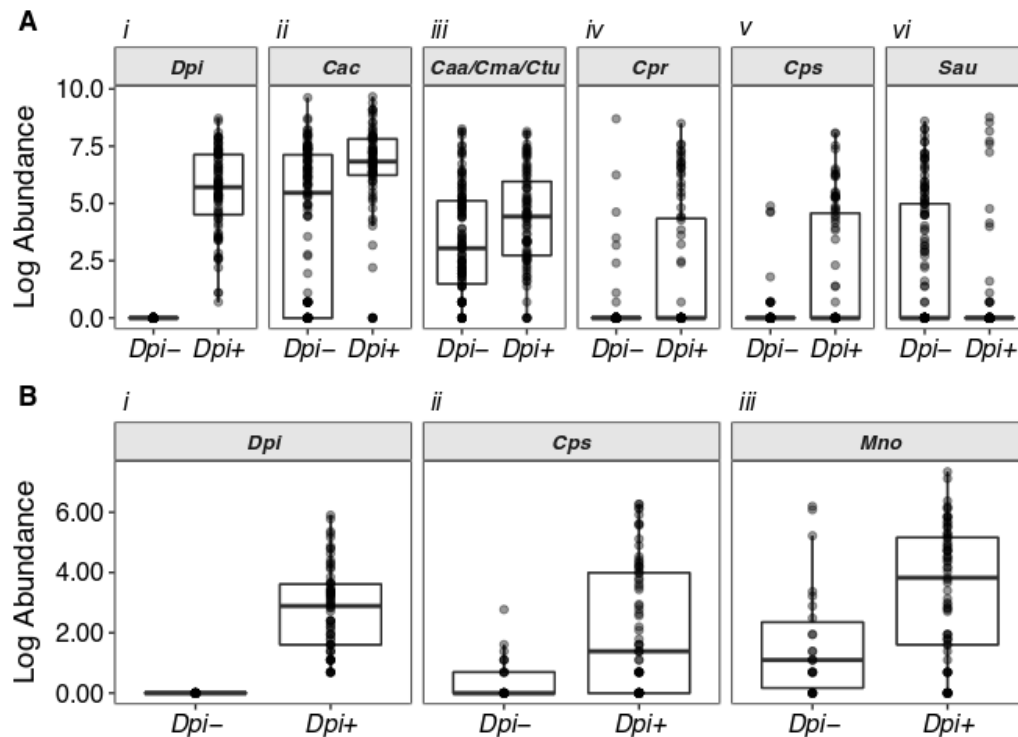 A
i ii iii iv v vi
Dpi Cac Caa/Cma/Ctu Cpr Cps Sau
Log Abundance
10.0
7.5
5.0
2.5
0.0
Dpi− Dpi+ Dpi− Dpi+ Dpi− Dpi+ Dpi− Dpi+ Dpi− Dpi+ Dpi− Dpi+
B
i ii iii
Dpi Cps Mno
Log Abundance
6.00
4.00
2.00
0.00
Dpi− Dpi+ Dpi− Dpi+ Dpi− Dpi+